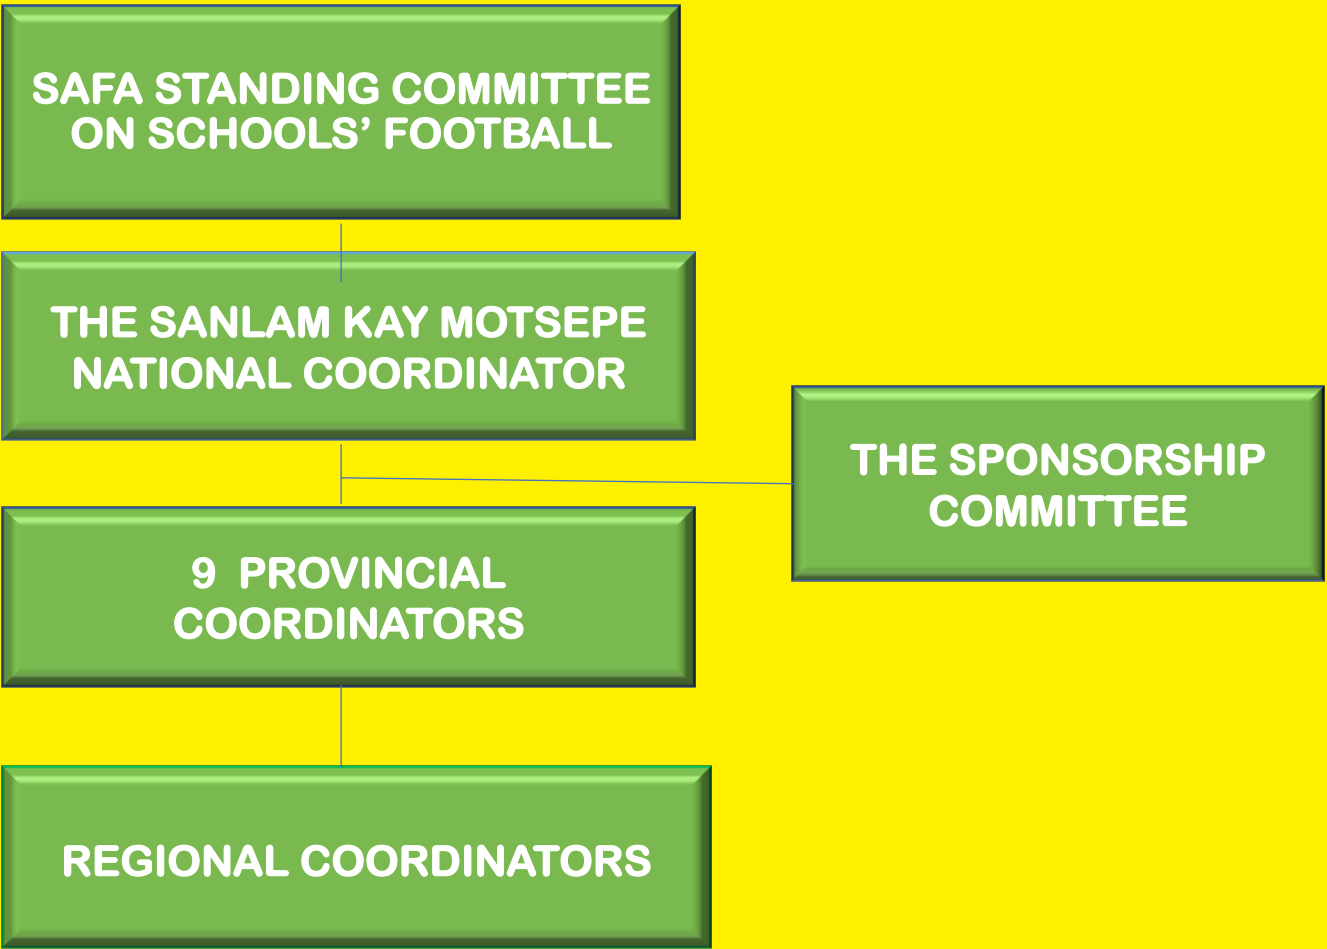 SAFA STANDING COMMITTEE
ON SCHOOLS’ FOOTBALL
THE SANLAM KAY MOTSEPE
NATIONAL COORDINATOR
THE SPONSORSHIP
COMMITTEE
9  PROVINCIAL
COORDINATORS
REGIONAL COORDINATORS